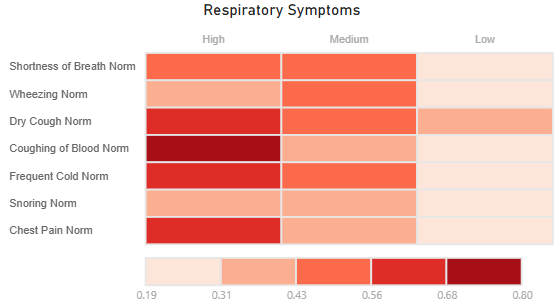 Respiratory Symptoms
High Medium Low
Shortness of Breath Norm
Wheezing Norm
Dry Cough Norm
Coughing of Blood Norm
Frequent Cold Norm
Snoring Norm
Chest Pain Norm
0.19 0.31 0.43 0.56 0.68 0.80